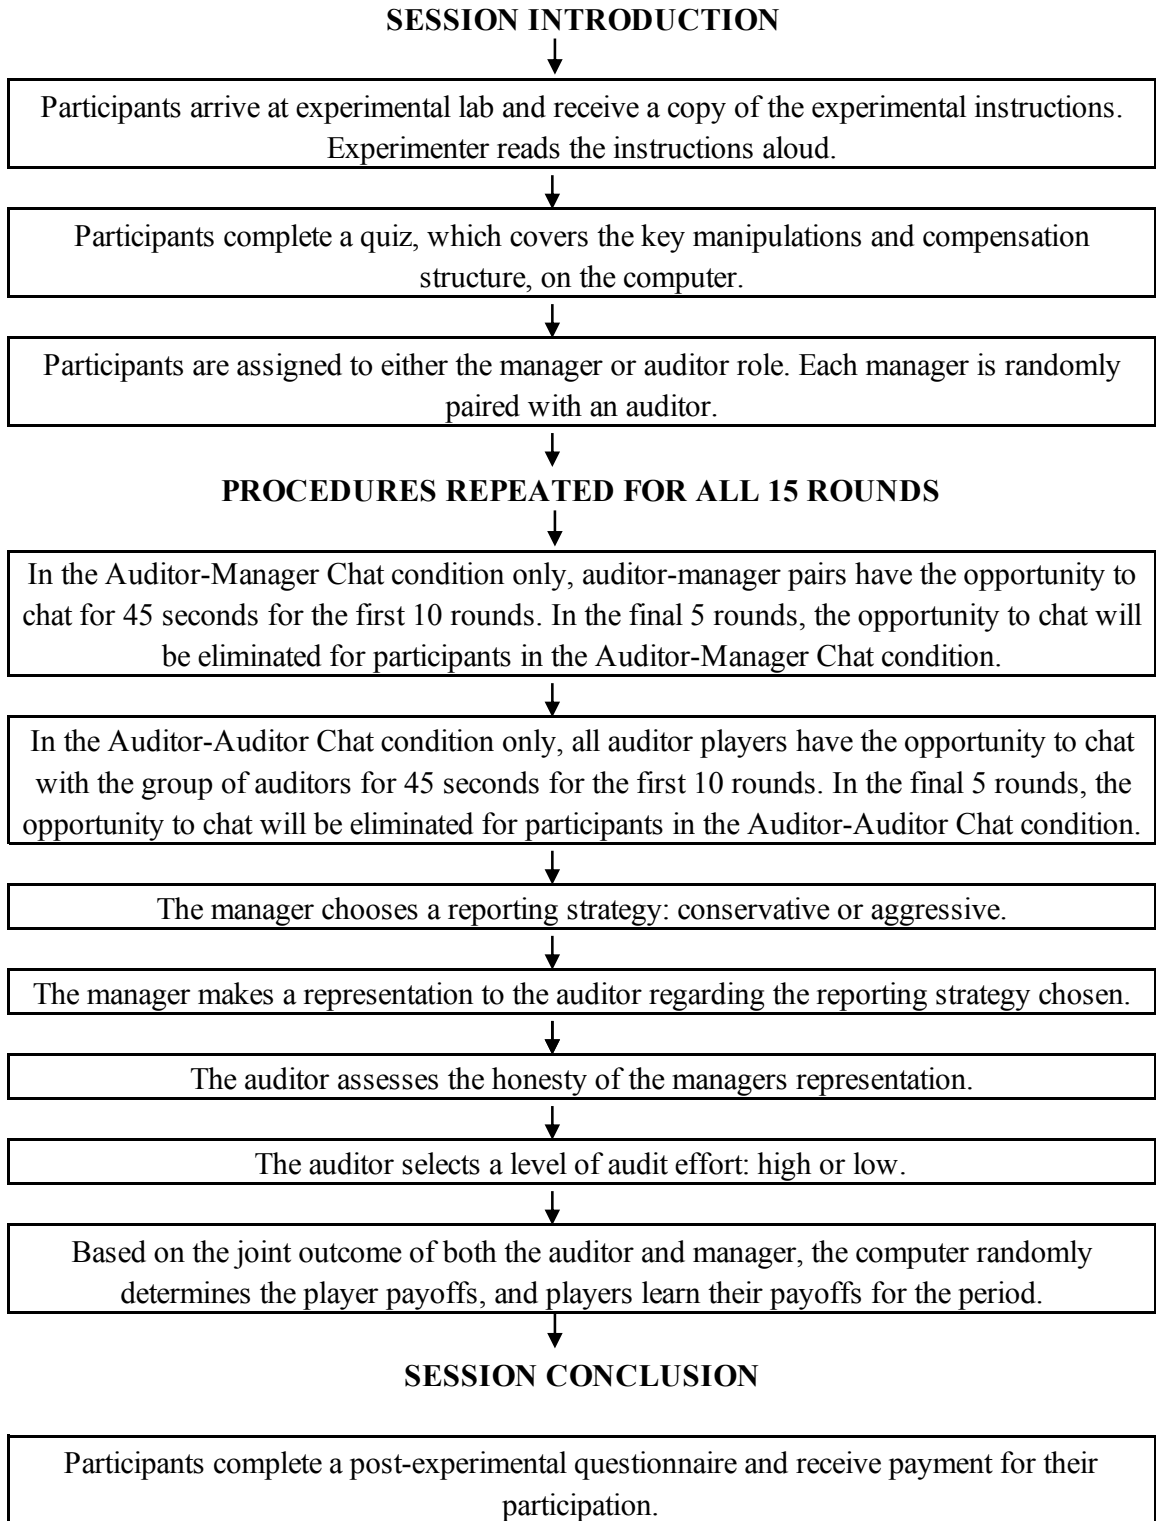 SESSION INTRODUCTION
Participants arrive at experimental lab and receive a copy of the experimental instructions.
Experimenter reads the instructions aloud.
Participants complete a quiz, which covers the key manipulations and compensation
structure, on the computer.
Participants are assigned to either the manager or auditor role. Each manager is randomly
paired with an auditor.
PROCEDURES REPEATED FOR ALL 15 ROUNDS
In the Auditor-Manager Chat condition only, auditor-manager pairs have the opportunity to
chat for 45 seconds for the first 10 rounds. In the final 5 rounds, the opportunity to chat will
be eliminated for participants in the Auditor-Manager Chat condition.
In the Auditor-Auditor Chat condition only, all auditor players have the opportunity to chat
with the group of auditors for 45 seconds for the first 10 rounds. In the final 5 rounds, the
opportunity to chat will be eliminated for participants in the Auditor-Auditor Chat condition.
The manager chooses a reporting strategy: conservative or aggressive.
The manager makes a representation to the auditor regarding the reporting strategy chosen.
The auditor assesses the honesty of the managers representation.
The auditor selects a level of audit effort: high or low.
Based on the joint outcome of both the auditor and manager, the computer randomly
determines the player payoffs, and players learn their payoffs for the period.
SESSION CONCLUSION
Participants complete a post-experimental questionnaire and receive payment for their
participation.